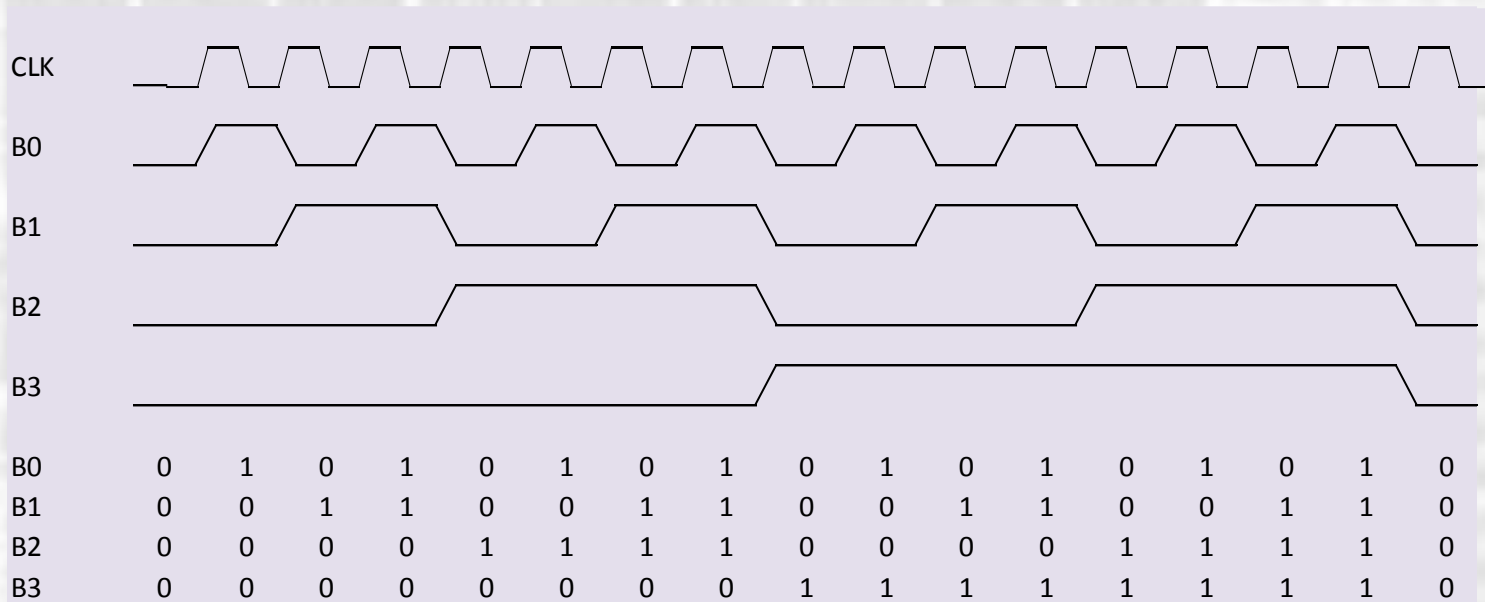 CLK
B0
B1
B2
B3
B0 0 1 0 1 0 1 0 1 0 1 0 1 0 1 0 1 0
B1 0 0 1 1 0 0 1 1 0 0 1 1 0 0 1 1 0
B2 0 0 0 0 1 1 1 1 0 0 0 0 1 1 1 1 0
B3 0 0 0 0 0 0 0 0 1 1 1 1 1 1 1 1 0